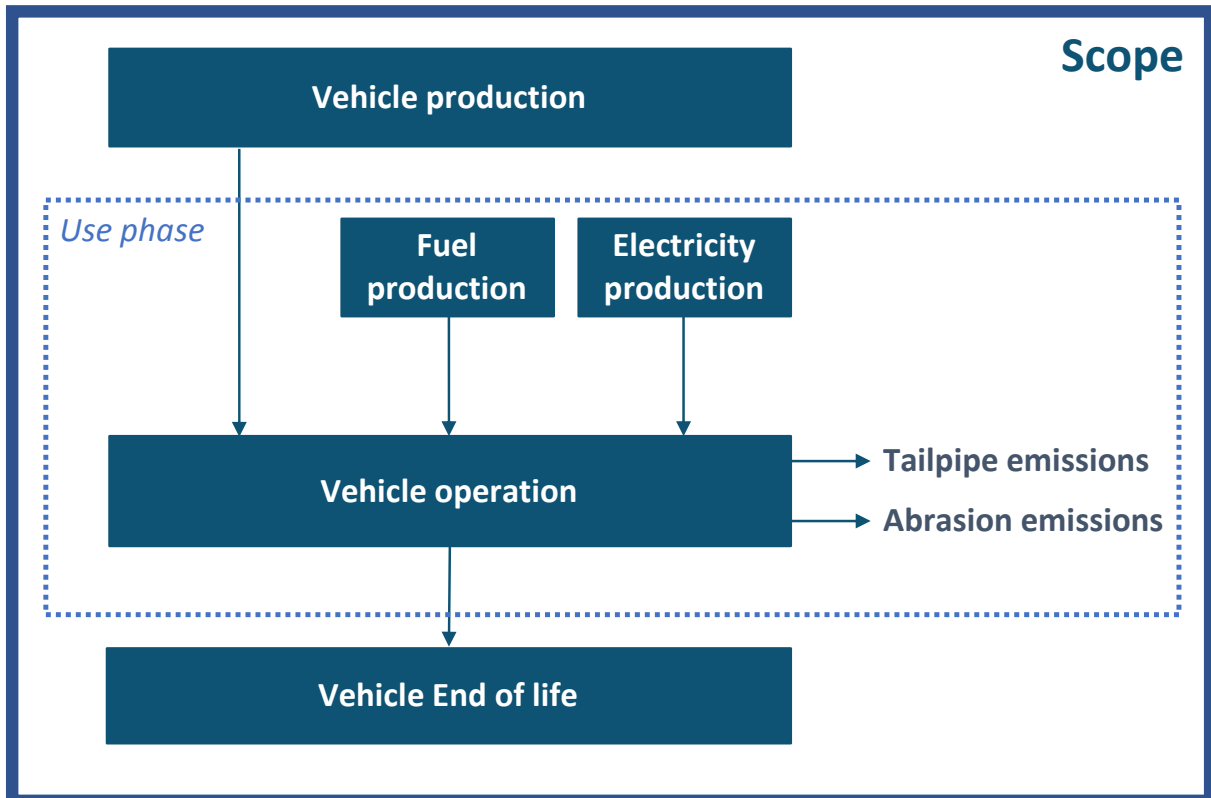 Scope
Vehicle production
Use phase
Fuel
production
Electricity
production
Vehicle operation
Tailpipe emissions
Abrasion emissions
Vehicle End of life